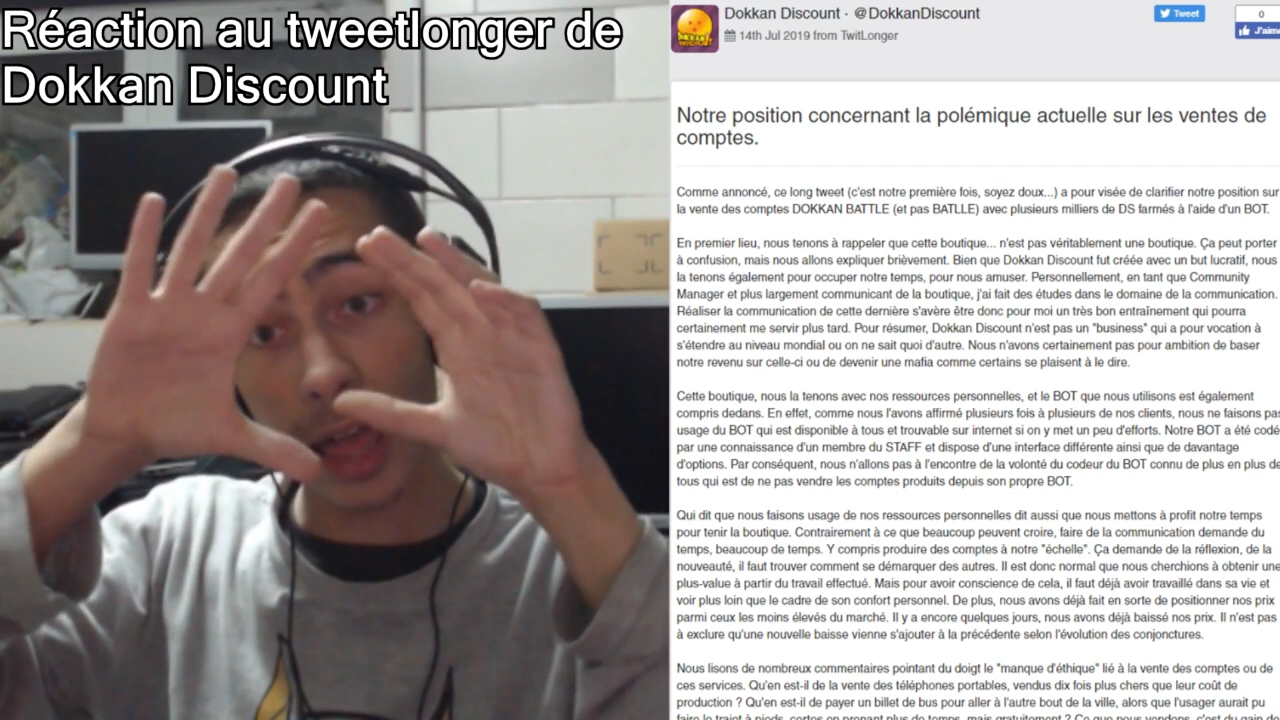 Réaction au tweetlonger de
Dokkan Discount
Dokkan Discount · @DokkanDiscount
14th Jul 2019 from TwitLonger
Tweet
0
J'aime
Notre position concernant la polémique actuelle sur les ventes de
comptes.
Comme annoncé, ce long tweet (c'est notre première fois, soyez doux...) a pour visée de clarifier notre position sur
la vente des comptes DOKKAN BATTLE (et pas BATLLE) avec plusieurs milliers de DS farmés à l'aide d'un BOT.
En premier lieu, nous tenons à rappeler que cette boutique... n'est pas véritablement une boutique. Ça peut porter
à confusion, mais nous allons expliquer brièvement. Bien que Dokkan Discount fut créée avec un but lucratif, nous
la tenons également pour occuper notre temps, pour nous amuser. Personnellement, en tant que Community
Manager et plus largement communicant de la boutique, j'ai fait des études dans le domaine de la communication.
Réaliser la communication de cette dernière s'avère être donc pour moi un très bon entraînement qui pourra
certainement me servir plus tard. Pour résumer, Dokkan Discount n'est pas un "business" qui a pour vocation à
s'étendre au niveau mondial ou on ne sait quoi d'autre. Nous n'avons certainement pas pour ambition de baser
notre revenu sur celle-ci ou de devenir une mafia comme certains se plaisent à le dire.
Cette boutique, nous la tenons avec nos ressources personnelles, et le BOT que nous utilisons est également
compris dedans. En effet, comme nous l'avons affirmé plusieurs fois à plusieurs de nos clients, nous ne faisons pas
usage du BOT qui est disponible à tous et trouvable sur internet si on y met un peu d'efforts. Notre BOT a été codé
par une connaissance d'un membre du STAFF et dispose d'une interface différente ainsi que de davantage
d'options. Par conséquent, nous n'allons pas à l'encontre de la volonté du codeur du BOT connu de plus en plus de
tous qui est de ne pas vendre les comptes produits depuis son propre BOT.
Qui dit que nous faisons usage de nos ressources personnelles dit aussi que nous mettons à profit notre temps
pour tenir la boutique. Contrairement à ce que beaucoup peuvent croire, faire de la communication demande du
temps, beaucoup de temps. Y compris produire des comptes à notre "échelle". Ça demande de la réflexion, de la
nouveauté, il faut trouver comment se démarquer des autres. Il est donc normal que nous cherchions à obtenir une
plus-value à partir du travail effectué. Mais pour avoir conscience de cela, il faut déjà avoir travaillé dans sa vie et
voir plus loin que le cadre de son confort personnel. De plus, nous avons déjà fait en sorte de positionner nos prix
parmi ceux les moins élevés du marché. Il y a encore quelques jours, nous avons déjà baissé nos prix. Il n'est pas
à exclure qu'une nouvelle baisse vienne s'ajouter à la précédente selon l'évolution des conjonctures.
Nous lisons de nombreux commentaires pointant du doigt le "manque d'éthique" lié à la vente des comptes ou de
ces services. Qu'en est-il de la vente des téléphones portables, vendus dix fois plus chers que leur coût de
production ? Qu'en est-il de payer un billet de bus pour aller à l'autre bout de la ville, alors que l'usager aurait pu
faire le trajet à pieds, certes en prenant plus de temps, mais gratuitement ? Ce que nous vendons, c'est du gain de